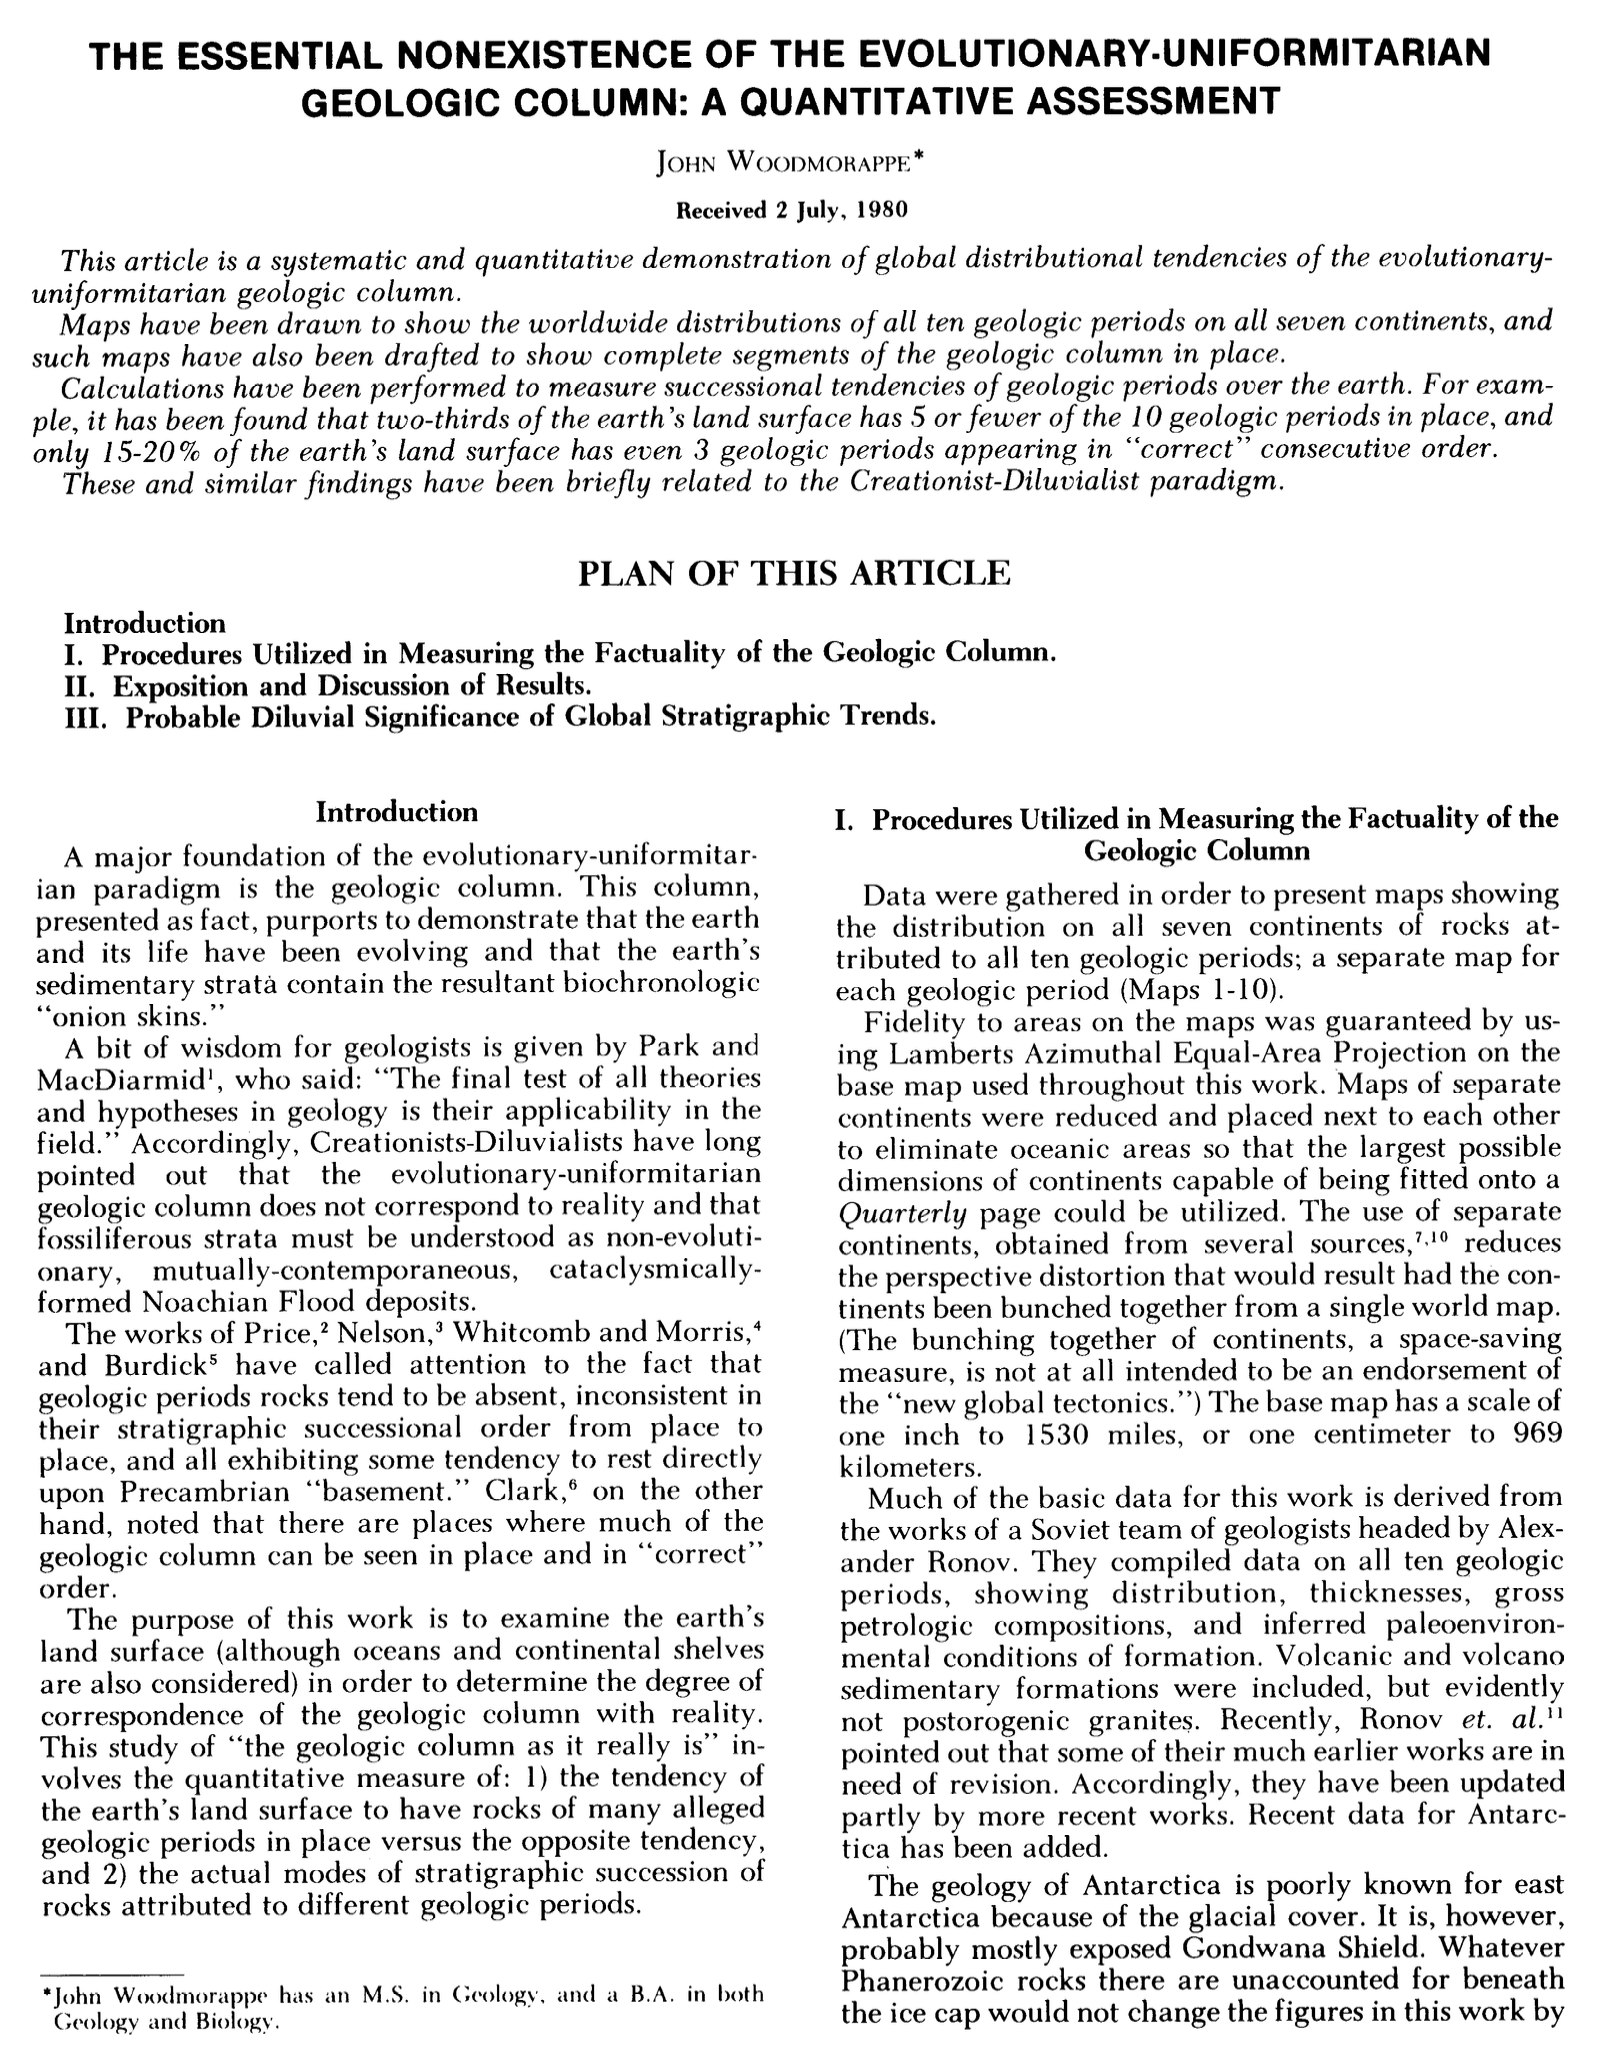 THE ESSENTIAL NONEXISTENCE OF THE EVOLUTIONARY-UNIFORMITARIAN
GEOLOGIC COLUMN: A QUANTITATIVE ASSESSMENT
JOHN WOODMORAPPE*
Received 2 July, 1980
This article is a systematic and quantitative demonstration of global distributional tendencies of the evolutionary-
uniformitarian geologic column.
Maps have been drawn to show the worldwide distributions of all ten geologic periods on all seven continents, and
such maps have also been drafted to show complete segments of the geologic column in place.
Calculations have been performed to measure successional tendencies of geologic periods over the earth. For exam-
ple, it has been found that two-thirds of the earth's land surface has 5 or fewer of the 10 geologic periods in place, and
only 15-20% of the earth's land surface has even 3 geologic periods appearing in “correct” consecutive order.
These and similar findings have been briefly related to the Creationist-Diluvialist paradigm.
PLAN OF THIS ARTICLE
Introduction
I. Procedures Utilized in Measuring the Factuality of the Geologic Column.
II. Exposition and Discussion of Results.
III. Probable Diluvial Significance of Global Stratigraphic Trends.
Introduction
A major foundation of the evolutionary-uniformitar-
ian paradigm is the geologic column. This column,
presented as fact, purports to demonstrate that the earth
and its life have been evolving and that the earth's
sedimentary strata contain the resultant biochronologic
“onion skins.”
A bit of wisdom for geologists is given by Park and
MacDiarmid¹, who said: “The final test of all theories
and hypotheses in geology is their applicability in the
field.” Accordingly, Creationists-Diluvialists have long
pointed out that the evolutionary-uniformitarian
geologic column does not correspond to reality and that
fossiliferous strata must be understood as non-evoluti-
onary, mutually-contemporaneous, cataclysmically-
formed Noachian Flood deposits.
The works of Price,² Nelson,³ Whitcomb and Morris,⁴
and Burdick⁵ have called attention to the fact that
geologic periods rocks tend to be absent, inconsistent in
their stratigraphic successional order from place to
place, and all exhibiting some tendency to rest directly
upon Precambrian “basement.” Clark,⁶ on the other
hand, noted that there are places where much of the
geologic column can be seen in place and in “correct”
order.
The purpose of this work is to examine the earth's
land surface (although oceans and continental shelves
are also considered) in order to determine the degree of
correspondence of the geologic column with reality.
This study of “the geologic column as it really is” in-
volves the quantitative measure of: 1) the tendency of
the earth's land surface to have rocks of many alleged
geologic periods in place versus the opposite tendency,
and 2) the actual modes of stratigraphic succession of
rocks attributed to different geologic periods.
*John Woodmorappe has an M.S. in Geology, and a B.A. in both
Geology and Biology.
I. Procedures Utilized in Measuring the Factuality of the
Geologic Column
Data were gathered in order to present maps showing
the distribution on all seven continents of rocks at-
tributed to all ten geologic periods; a separate map for
each geologic period (Maps 1-10).
Fidelity to areas on the maps was guaranteed by us-
ing Lamberts Azimuthal Equal-Area Projection on the
base map used throughout this work. Maps of separate
continents were reduced and placed next to each other
to eliminate oceanic areas so that the largest possible
dimensions of continents capable of being fitted onto a
Quarterly page could be utilized. The use of separate
continents, obtained from several sources,⁷,¹⁰ reduces
the perspective distortion that would result had the con-
tinents been bunched together from a single world map.
(The bunching together of continents, a space-saving
measure, is not at all intended to be an endorsement of
the “new global tectonics.”) The base map has a scale of
one inch to 1530 miles, or one centimeter to 969
kilometers.
Much of the basic data for this work is derived from
the works of a Soviet team of geologists headed by Alex-
ander Ronov. They compiled data on all ten geologic
periods, showing distribution, thicknesses, gross
petrologic compositions, and inferred paleoenviron-
mental conditions of formation. Volcanic and volcano
sedimentary formations were included, but evidently
not postorogenic granites. Recently, Ronov et. al.¹¹
pointed out that some of their much earlier works are in
need of revision. Accordingly, they have been updated
partly by more recent works. Recent data for Antarc-
tica has been added.
The geology of Antarctica is poorly known for east
Antarctica because of the glacial cover. It is, however,
probably mostly exposed Gondwana Shield. Whatever
Phanerozoic rocks there are unaccounted for beneath
the ice cap would not change the figures in this work by